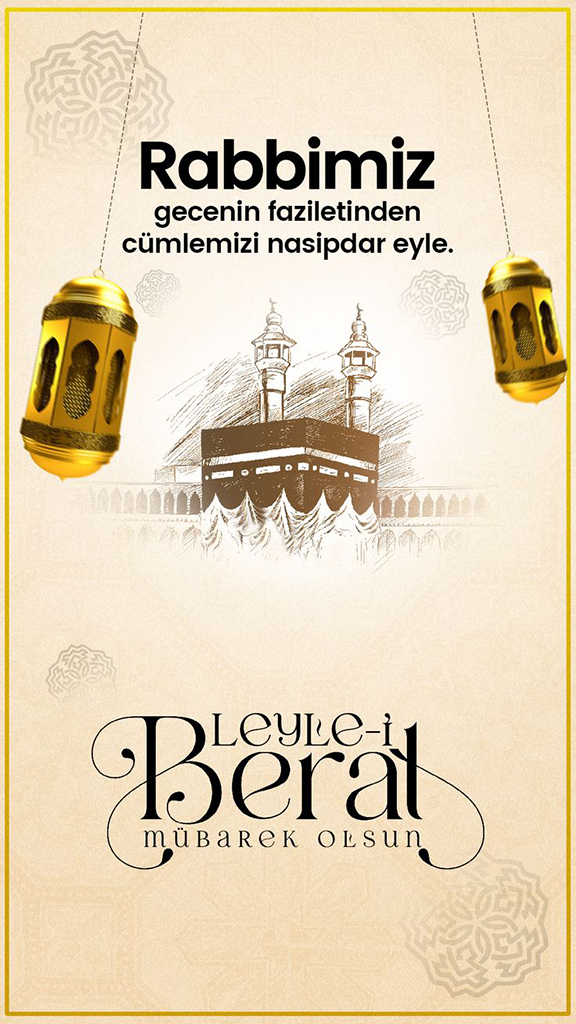 Rabbimiz
gecenin faziletinden
cümlemizi nasipdar eyle.
LEYLE-İ
Berat
MÜBAREK OLSUN